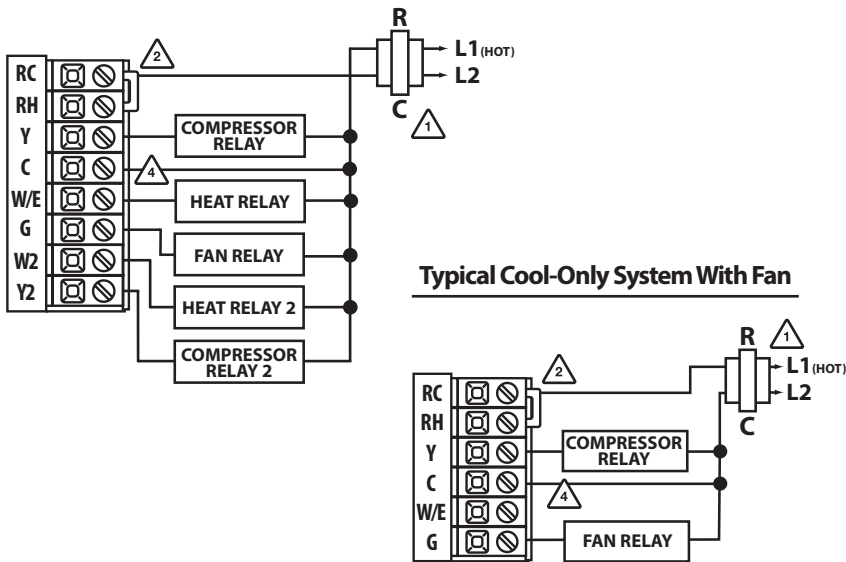 R
L1(HOT)
L2
C
1
2
RC
RH
Y
C
W/E
G
W2
Y2
4
COMPRESSOR
RELAY
HEAT RELAY
FAN RELAY
HEAT RELAY 2
COMPRESSOR
RELAY 2
Typical Cool-Only System With Fan
R
1
L1(HOT)
L2
C
2
RC
RH
Y
C
W/E
G
4
COMPRESSOR
RELAY
FAN RELAY